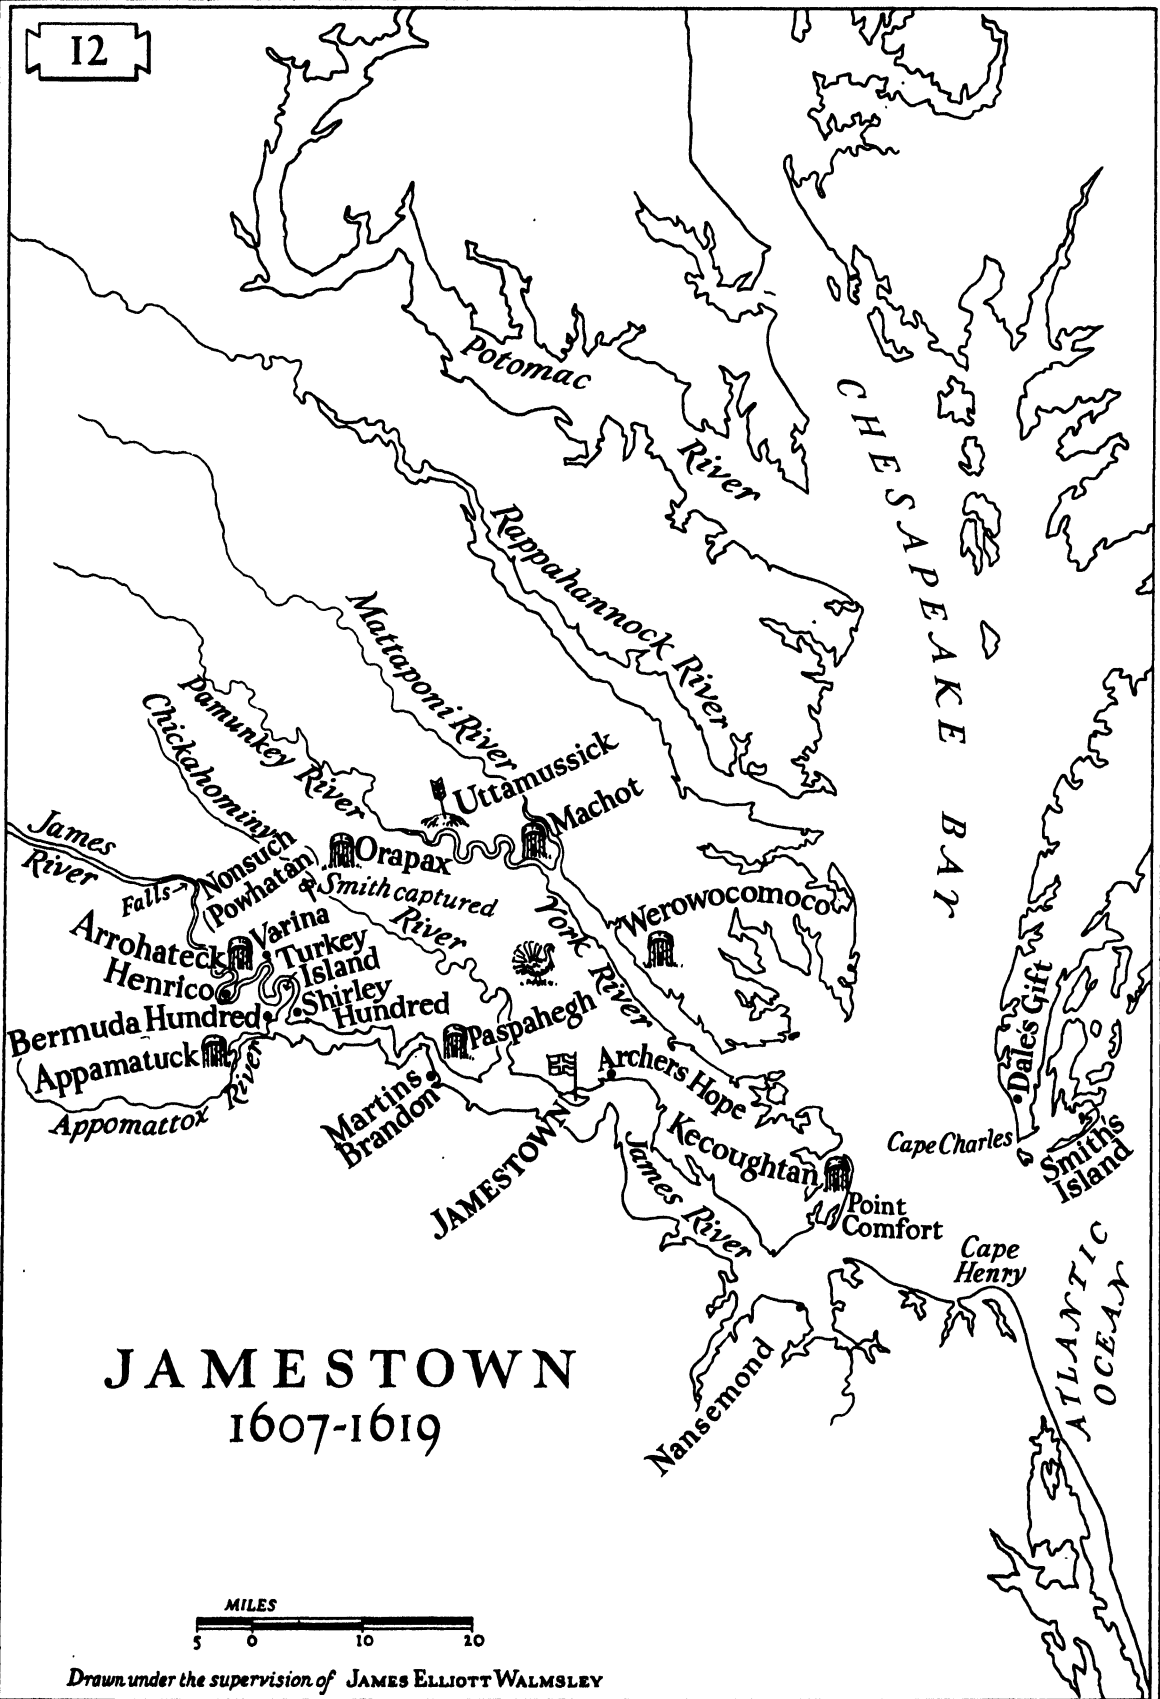 12
Potomac
River
CHESAPEAKE BAY
Rappahannock River
Mattaponi River
Pamunkey River
Chickahominy
River
Uttamussick
Machot
James
River
Falls→
Nonsuch
(Powhatan)
Orapax
Smith captured
Werowocomoco
York River
Arrohateck
Varina
Turkey
Island
Henrico
Shirley
Hundred
Bermuda Hundred
Paspahegh
Appamatuck
Appomattox River
Martins
Brandon
JAMESTOWN
Archers Hope
Kecoughtan
James River
Point
Comfort
Dale's Gift
Cape Charles
Smith's
Island
Cape
Henry
ATLANTIC
OCEAN
Nansemond
JAMESTOWN
1607-1619
MILES
5 0 10 20
Drawn under the supervision of JAMES ELLIOTT WALMSLEY